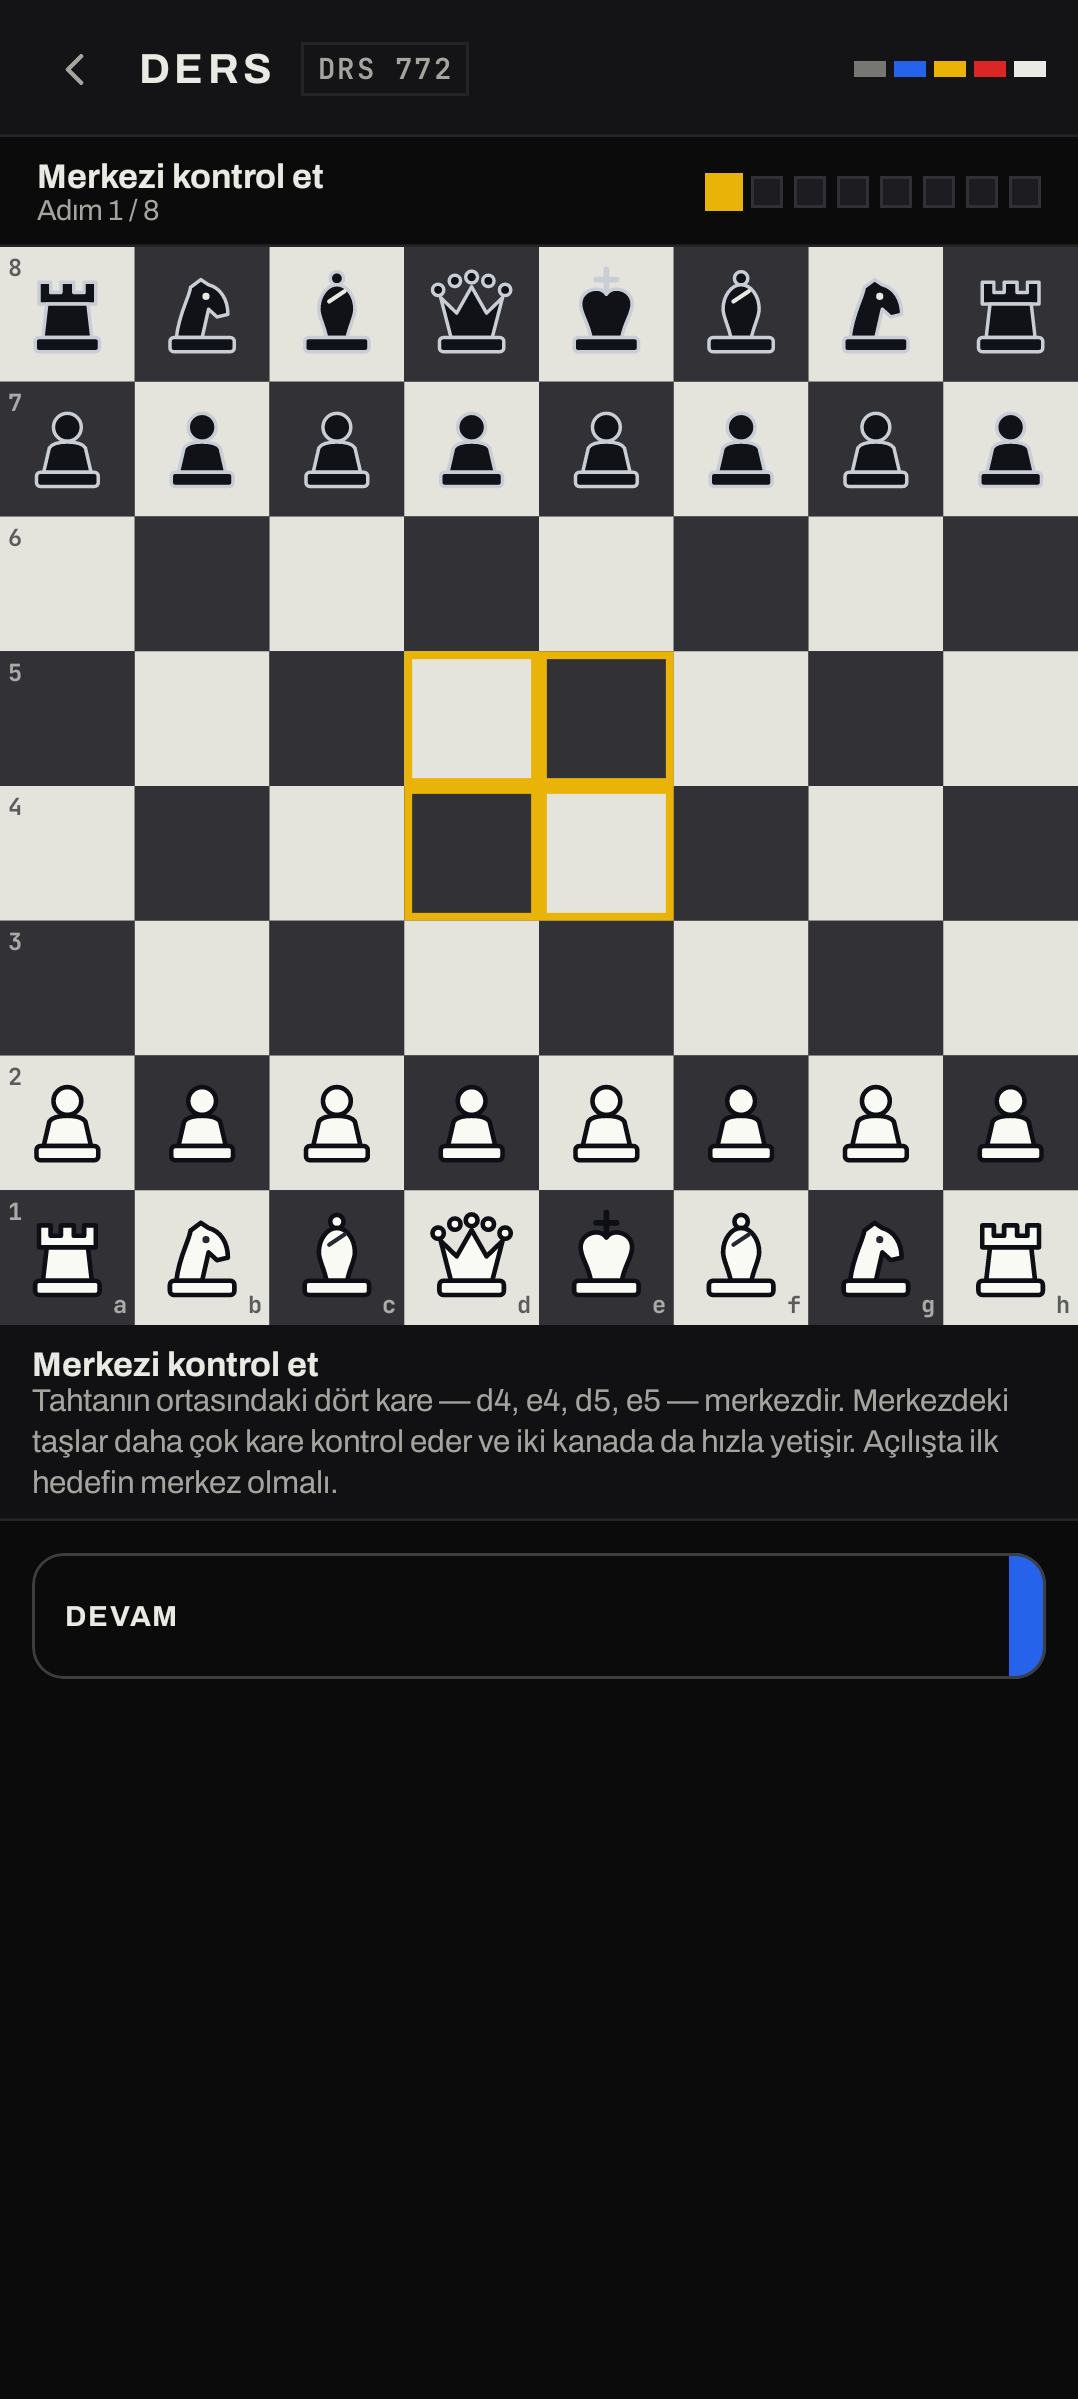 DERS
DRS 772
Merkezi kontrol et
Adım 1 / 8
8
7
6
5
4
3
2
1
a b c d e f g h
Merkezi kontrol et
Tahtanın ortasındaki dört kare — d4, e4, d5, e5 — merkezdir. Merkezdeki
taşlar daha çok kare kontrol eder ve iki kanada da hızla yetişir. Açılışta ilk
hedefin merkez olmalı.
DEVAM